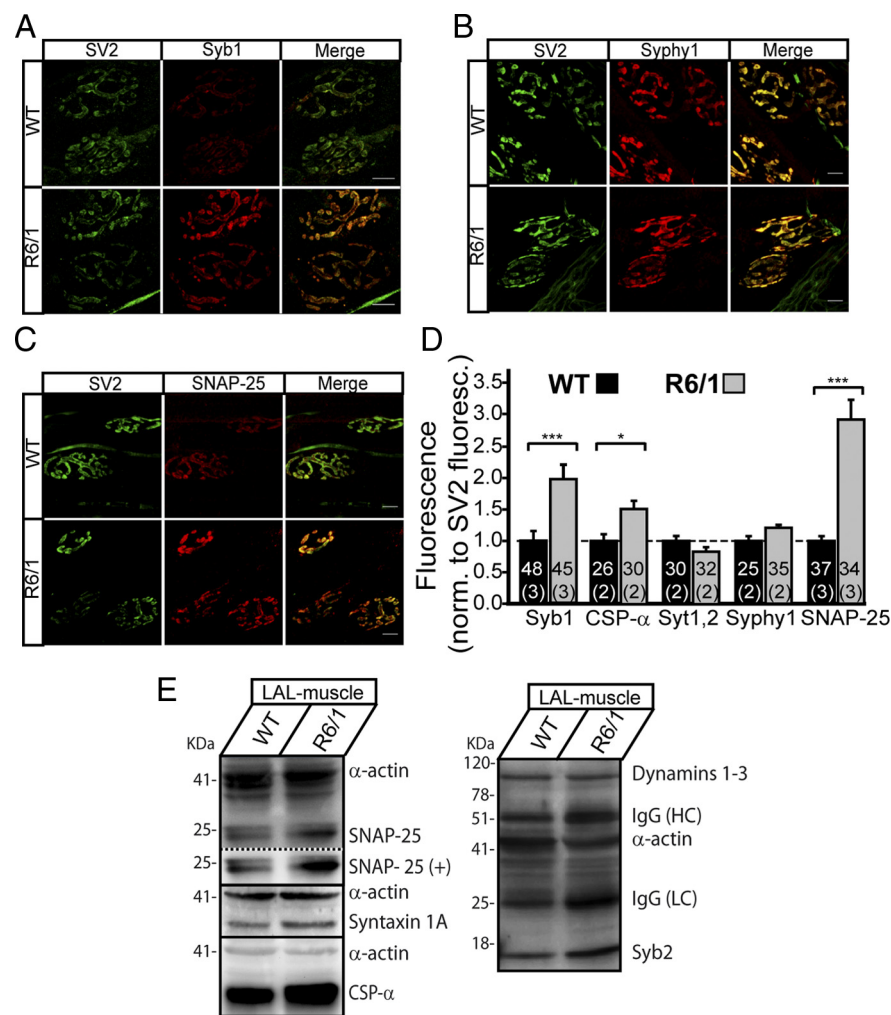 A
SV2 Syb1 Merge
WT
R6/1
B
SV2 Syphy1 Merge
WT
R6/1
C
SV2 SNAP-25 Merge
WT
R6/1
D
Fluorescence
(norm. to SV2 fluoresc.)
3.5
3.0
2.5
2.0
1.5
1.0
0.5
0.0
WT R6/1
*** * ***
48 45 26 30 30 32 25 35 37 34
(3) (3) (2) (2) (2) (2) (2) (2) (3) (3)
Syb1 CSP-α Syt1,2 Syphy1 SNAP-25
E
LAL-muscle
WT R6/1
KDa
41- α-actin
25- SNAP-25
25- SNAP- 25 (+)
41- α-actin
Syntaxin 1A
41- α-actin
CSP-α
LAL-muscle
WT R6/1
KDa
120- Dynamins 1-3
78-
51- IgG (HC)
α-actin
41-
25- IgG (LC)
18-
Syb2